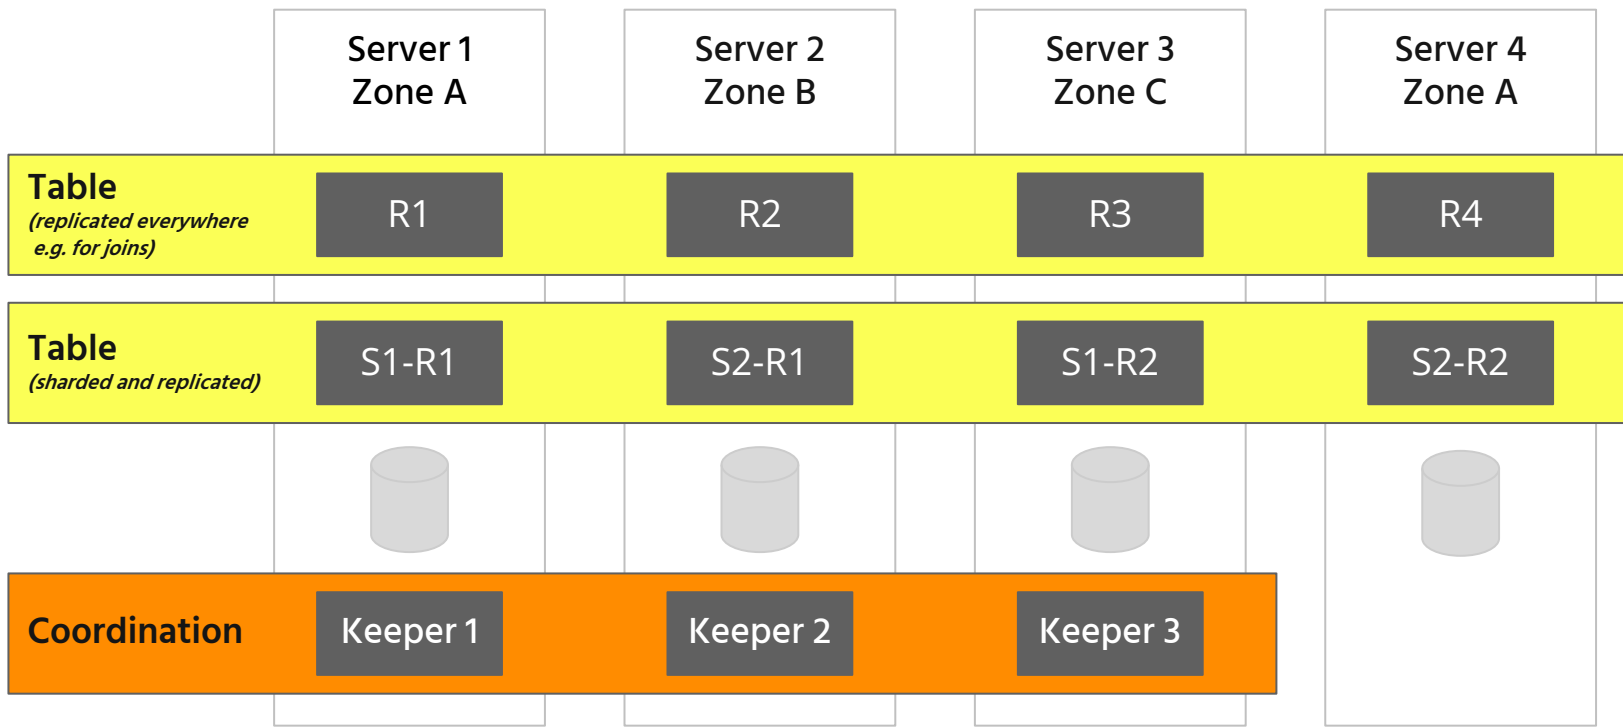 Server 1
Zone A
Server 2
Zone B
Server 3
Zone C
Server 4
Zone A
Table
(replicated everywhere
e.g. for joins)
R1
R2
R3
R4
Table
(sharded and replicated)
S1-R1
S2-R1
S1-R2
S2-R2
Coordination
Keeper 1
Keeper 2
Keeper 3